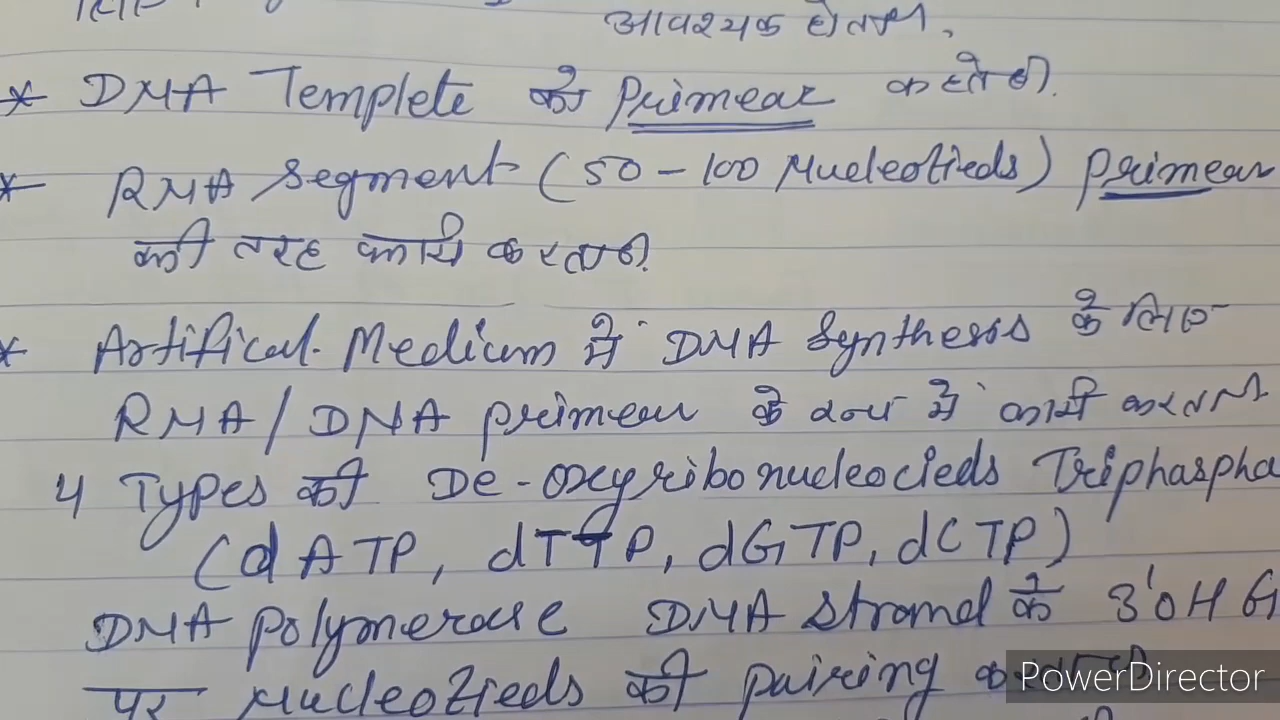 आवश्यक होता है.
* DNA Templete को Primear कहते है.
* RNA Segment (50-100 Nucleotieds) Primear
की तरह कार्य करता है.
* Artifical Medium में DNA Synthesis के लिए
RNA/DNA primear के रूप में कार्य करता है
4 Types की De-oxyribonucleocieds Triphaspha
(dATP, dTTP, dGTP, dCTP)
DNA polymerase DNA strand के 3'OH G
पर Nucleotieds की pairing
PowerDirector